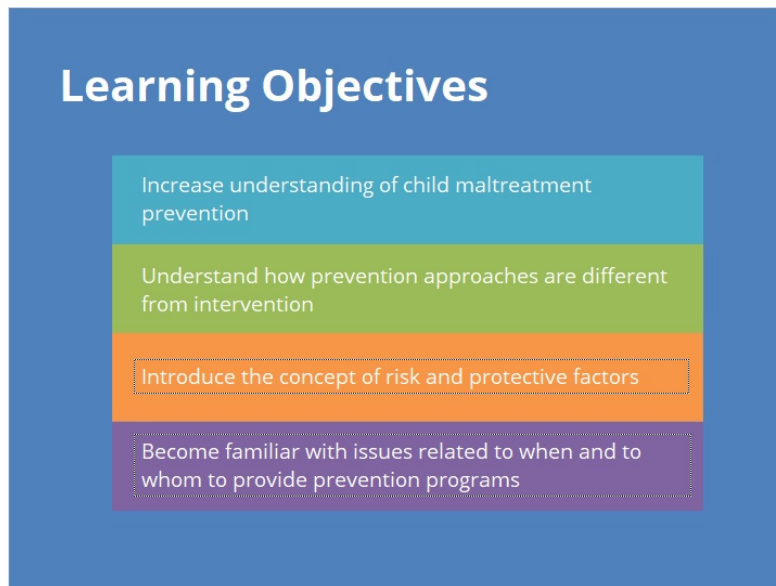 Learning Objectives
Increase understanding of child maltreatment
prevention
Understand how prevention approaches are different
from intervention
Introduce the concept of risk and protective factors
Become familiar with issues related to when and to
whom to provide prevention programs